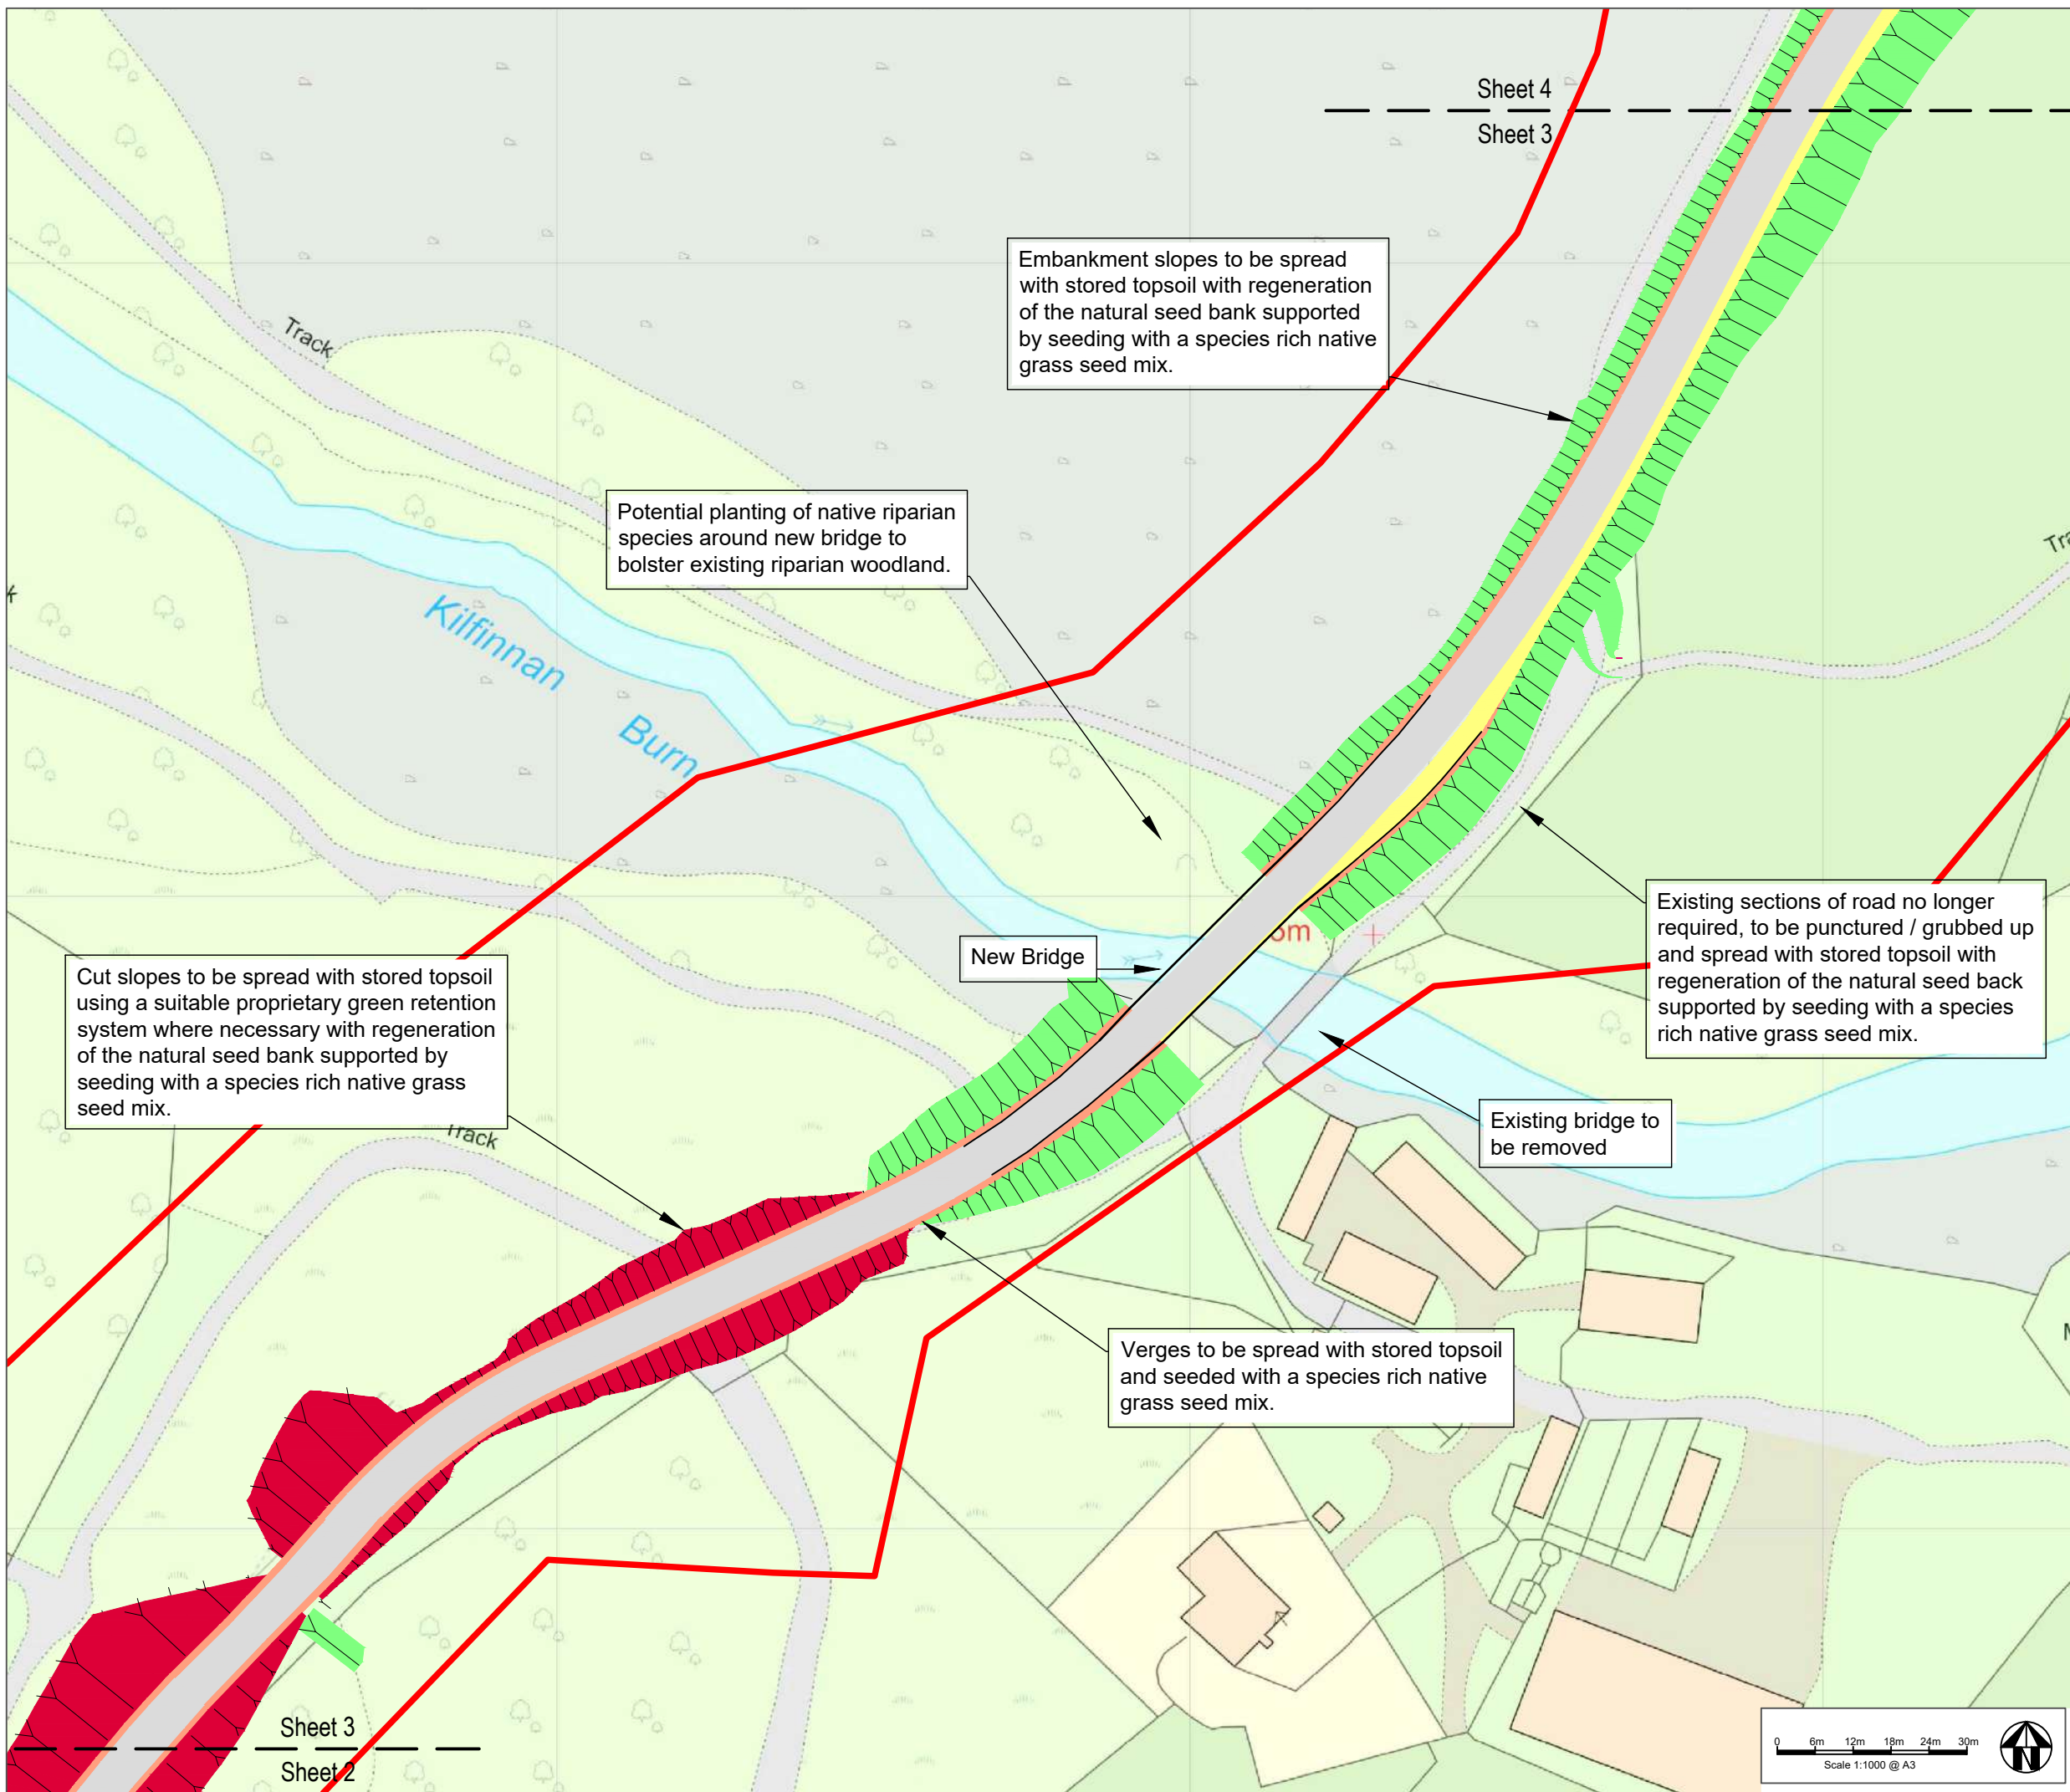 Sheet 4
Sheet 3
Embankment slopes to be spread
with stored topsoil with regeneration
of the natural seed bank supported
by seeding with a species rich native
grass seed mix.
Track
Potential planting of native riparian
species around new bridge to
bolster existing riparian woodland.
Kilfinnan
Burn
New Bridge
Existing sections of road no longer
required, to be punctured / grubbed up
and spread with stored topsoil with
regeneration of the natural seed back
supported by seeding with a species
rich native grass seed mix.
Cut slopes to be spread with stored topsoil
using a suitable proprietary green retention
system where necessary with regeneration
of the natural seed bank supported by
seeding with a species rich native grass
seed mix.
Track
Existing bridge to
be removed
Verges to be spread with stored topsoil
and seeded with a species rich native
grass seed mix.
Sheet 3
Sheet 2
0 6m 12m 18m 24m 30m
Scale 1:1000 @ A3
N